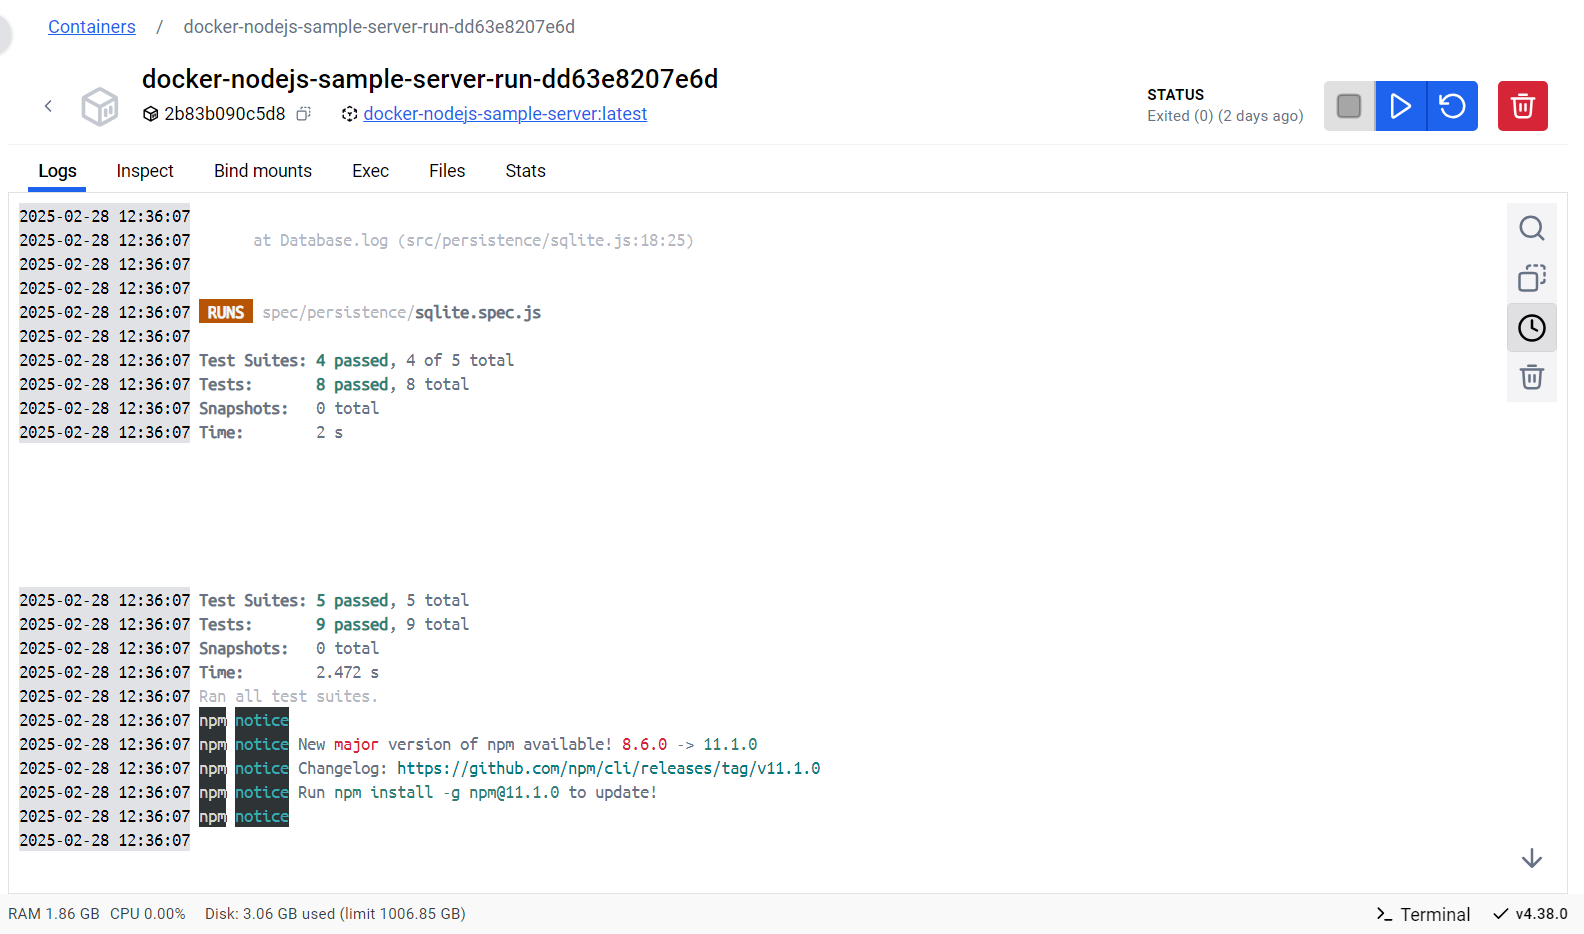 Containers / docker-nodejs-sample-server-run-dd63e8207e6d
docker-nodejs-sample-server-run-dd63e8207e6d
2b83b090c5d8 docker-nodejs-sample-server:latest
STATUS
Exited (0) (2 days ago)
Logs Inspect Bind mounts Exec Files Stats
2025-02-28 12:36:07
2025-02-28 12:36:07 at Database.log (src/persistence/sqlite.js:18:25)
2025-02-28 12:36:07
2025-02-28 12:36:07
2025-02-28 12:36:07 RUNS spec/persistence/sqlite.spec.js
2025-02-28 12:36:07
2025-02-28 12:36:07 Test Suites: 4 passed, 4 of 5 total
2025-02-28 12:36:07 Tests: 8 passed, 8 total
2025-02-28 12:36:07 Snapshots: 0 total
2025-02-28 12:36:07 Time: 2 s
2025-02-28 12:36:07 Test Suites: 5 passed, 5 total
2025-02-28 12:36:07 Tests: 9 passed, 9 total
2025-02-28 12:36:07 Snapshots: 0 total
2025-02-28 12:36:07 Time: 2.472 s
2025-02-28 12:36:07 Ran all test suites.
2025-02-28 12:36:07 npm notice
2025-02-28 12:36:07 npm notice New major version of npm available! 8.6.0 -> 11.1.0
2025-02-28 12:36:07 npm notice Changelog: https://github.com/npm/cli/releases/tag/v11.1.0
2025-02-28 12:36:07 npm notice Run npm install -g npm@11.1.0 to update!
2025-02-28 12:36:07 npm notice
2025-02-28 12:36:07
RAM 1.86 GB CPU 0.00% Disk: 3.06 GB used (limit 1006.85 GB) Terminal v4.38.0